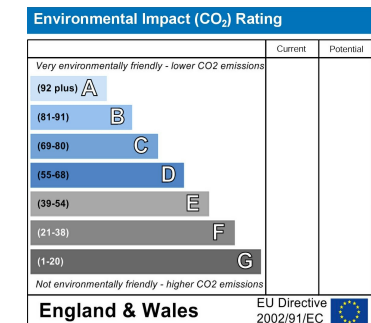 Environmental Impact (CO₂) Rating
Current Potential
Very environmentally friendly - lower CO2 emissions
(92 plus) A
(81-91) B
(69-80) C
(55-68) D
(39-54) E
(21-38) F
(1-20) G
Not environmentally friendly - higher CO2 emissions
England & Wales
EU Directive
2002/91/EC